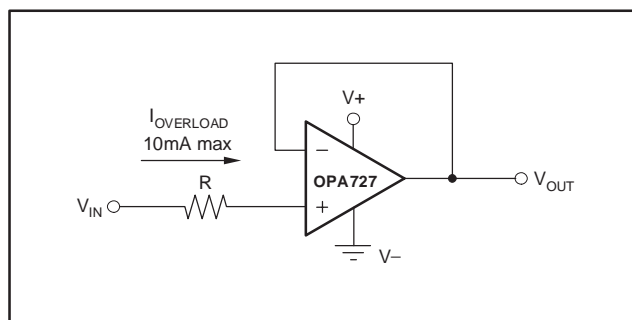 I_OVERLOAD
10mA max
R
V_IN
V+
−
OPA727
+
V−
V_OUT